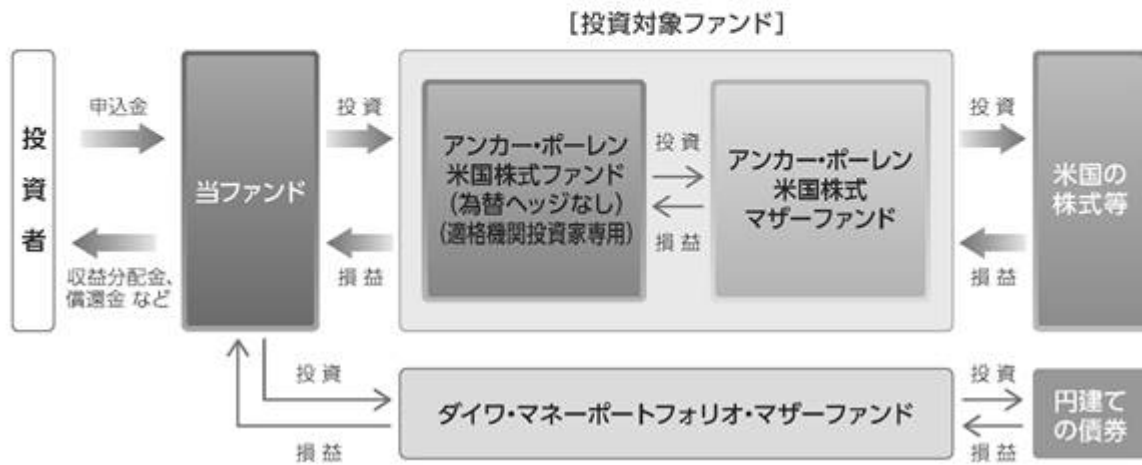 ［投資対象ファンド］
投資者
申込金
収益分配金、
償還金 など
当ファンド
投資
損益
アンカー・ポーレン
米国株式ファンド
（為替ヘッジなし）
（適格機関投資家専用）
投資
損益
アンカー・ポーレン
米国株式
マザーファンド
投資
損益
米国の
株式等
投資
損益
ダイワ・マネーポートフォリオ・マザーファンド
投資
損益
円建て
の債券